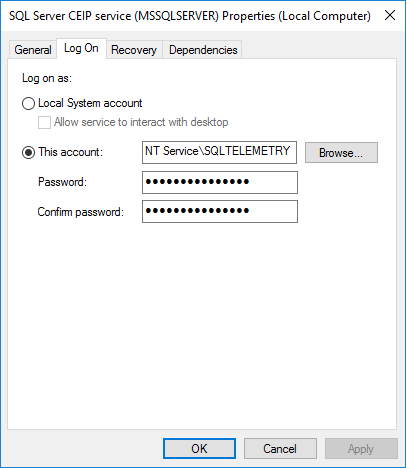 SQL Server CEIP service (MSSQLSERVER) Properties (Local Computer)
General Log On Recovery Dependencies
Log on as:
Local System account
Allow service to interact with desktop
This account: NT Service\SQLTELEMETRY Browse...
Password: ●●●●●●●●●●●●●●●
Confirm password: ●●●●●●●●●●●●●●●
OK Cancel Apply